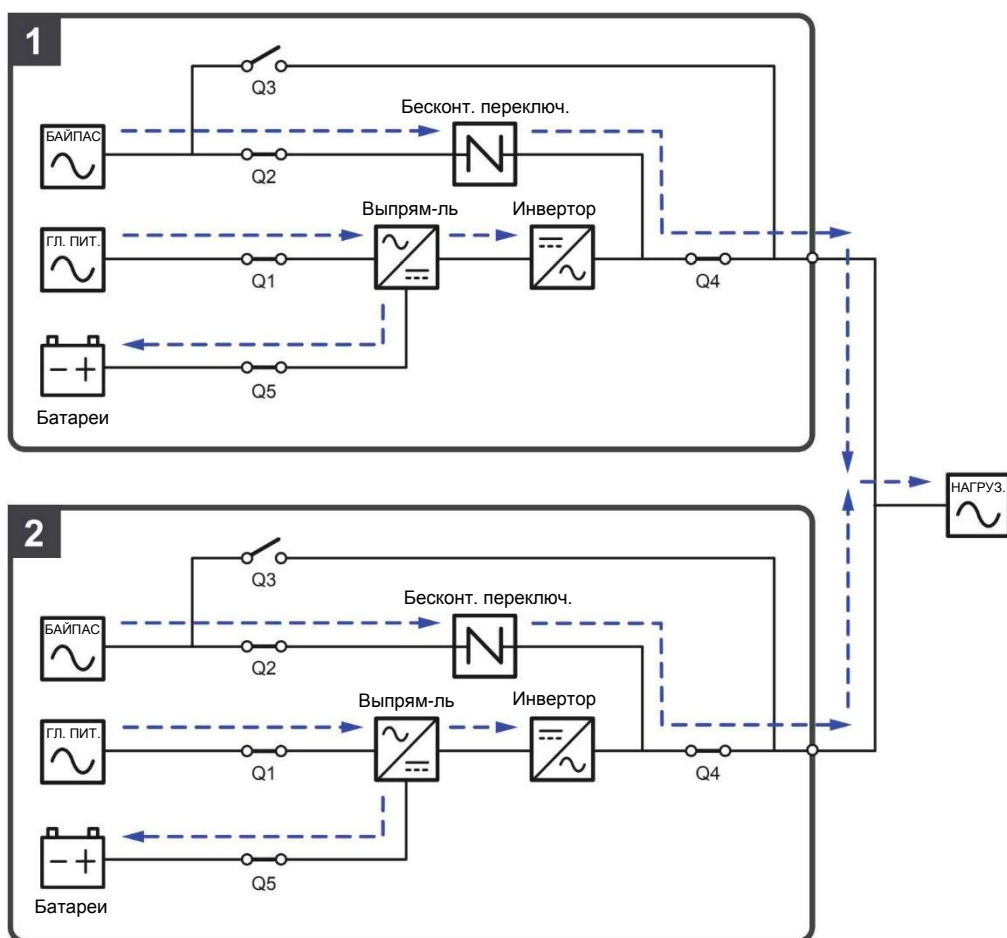 1
Q3
Бесконт. переключ.
БАЙПАС
Q2
Выпрям-ль
Инвертор
ГЛ. ПИТ.
Q1
Q4
Q5
Батареи
НАГРУЗ.
2
Q3
Бесконт. переключ.
БАЙПАС
Q2
Выпрям-ль
Инвертор
ГЛ. ПИТ.
Q1
Q4
Q5
Батареи